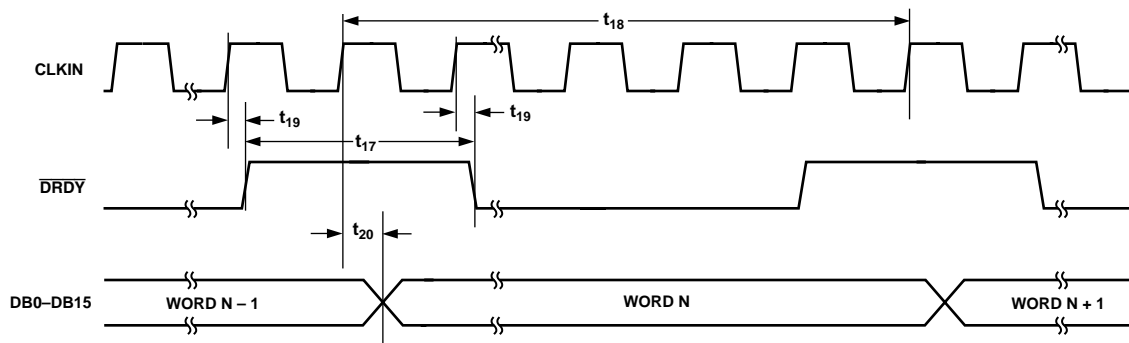 t18
CLKIN
t19
t19
t17
DRDY
t20
DB0–DB15
WORD N – 1
WORD N
WORD N + 1